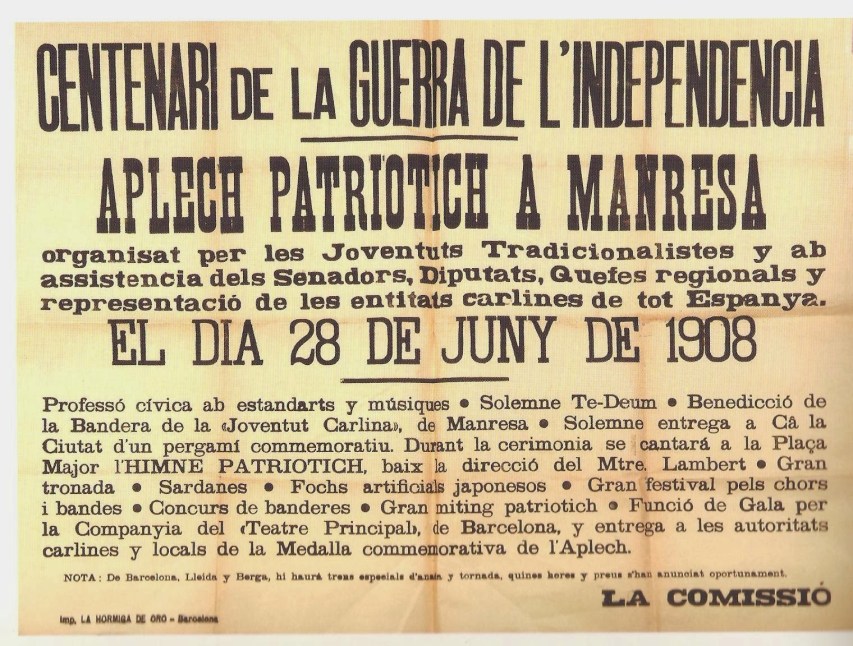 CENTENARI DE LA GUERRA DE L'INDEPENDENCIA
APLECH PATRIOTICH A MANRESA
organisat per les Joventuts Tradicionalistes y ab
assistencia dels Senadors, Diputats, Quefes regionals y
representació de les entitats carlines de tot Espanya.
EL DIA 28 DE JUNY DE 1908
Professó cívica ab estandarts y músiques • Solemne Te-Deum • Benedicció de
la Bandera de la «Joventut Carlina», de Manresa • Solemne entrega a Câ la
Ciutat d'un pergamí commemoratiu. Durant la cerimonia se cantará a la Plaça
Major l'HIMNE PATRIOTICH, baix la direcció del Mtre. Lambert • Gran
tronada • Sardanes • Fochs artificials japonesos • Gran festival pels chors
i bandes • Concurs de banderes • Gran miting patriotich • Funció de Gala per
la Companyia del «Teatre Principal», de Barcelona, y entrega a les autoritats
carlines y locals de la Medalla commemorativa de l'Aplech.
NOTA: De Barcelona, Lleida y Berga, hi haurá trens especials d'anada y tornada, quines hores y preus s'han anunciat oportunament.
LA COMISSIÓ
Imp. LA HORMIGA DE ORO - Barcelona